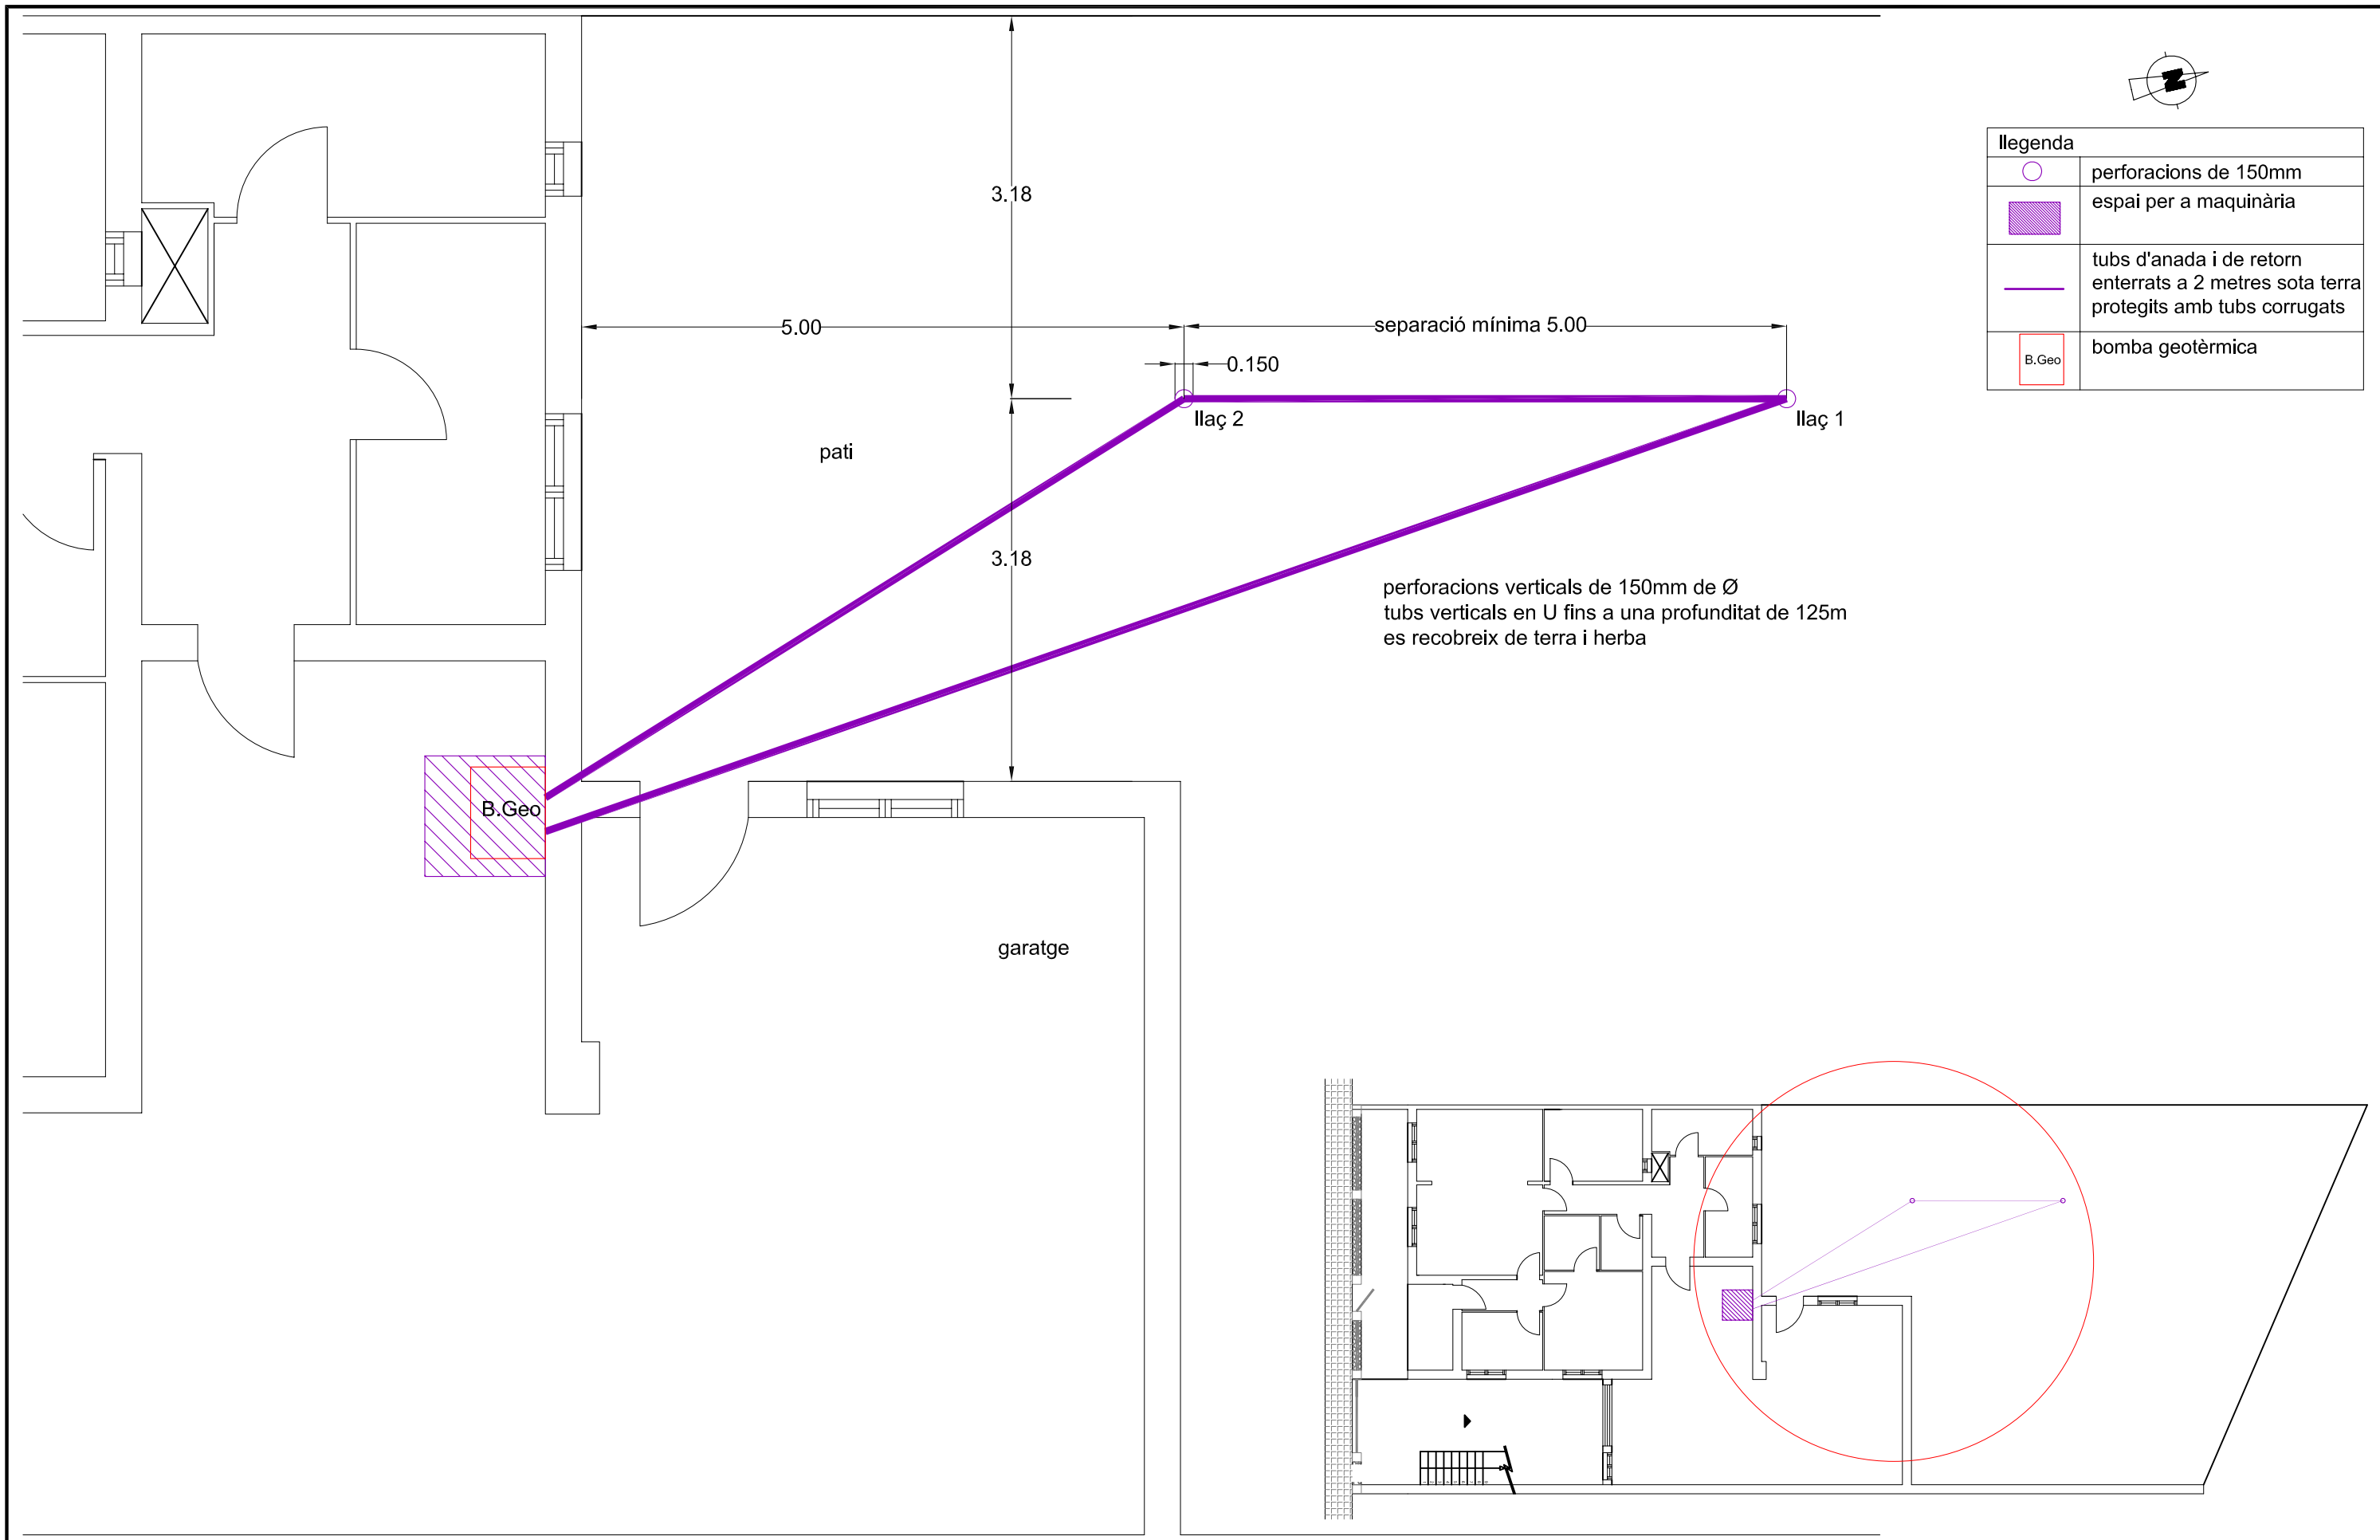 3.18
N
llegenda
perforacions de 150mm
espai per a maquinària
tubs d'anada i de retorn
enterrats a 2 metres sota terra
protegits amb tubs corrugats
B.Geo
bomba geotèrmica
5.00
separació mínima 5.00
0.150
llaç 2
llaç 1
pati
3.18
perforacions verticals de 150mm de Ø
tubs verticals en U fins a una profunditat de 125m
es recobreix de terra i herba
B.Geo
garatge